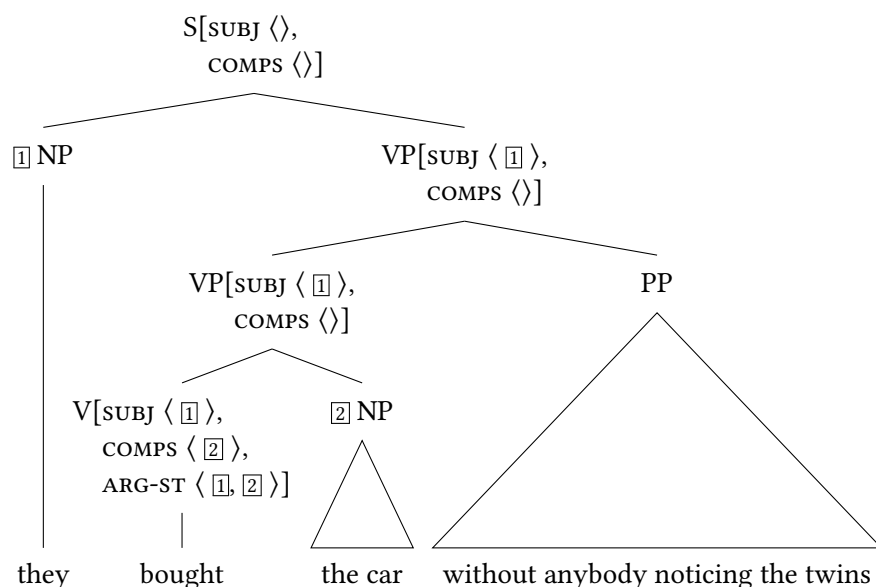 S[SUBJ ⟨⟩,
COMPS ⟨⟩]
1 NP VP[SUBJ ⟨ 1 ⟩,
COMPS ⟨⟩]
VP[SUBJ ⟨ 1 ⟩, PP
COMPS ⟨⟩]
V[SUBJ ⟨ 1 ⟩, 2 NP
COMPS ⟨ 2 ⟩,
ARG-ST ⟨ 1, 2 ⟩]
they bought the car without anybody noticing the twins